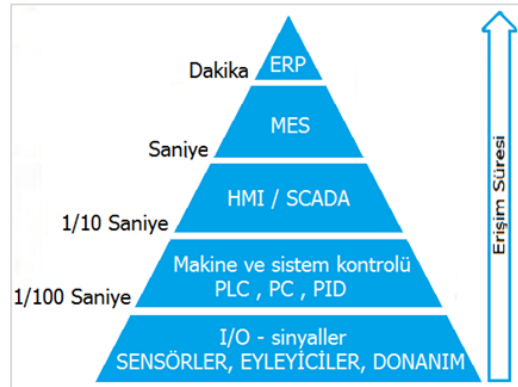 ERP
Dakika
MES
Saniye
HMI / SCADA
1/10 Saniye
Makine ve sistem kontrolü
PLC , PC , PID
1/100 Saniye
I/O - sinyaller
SENSÖRLER, EYLEYİCİLER, DONANIM
Erişim Süresi